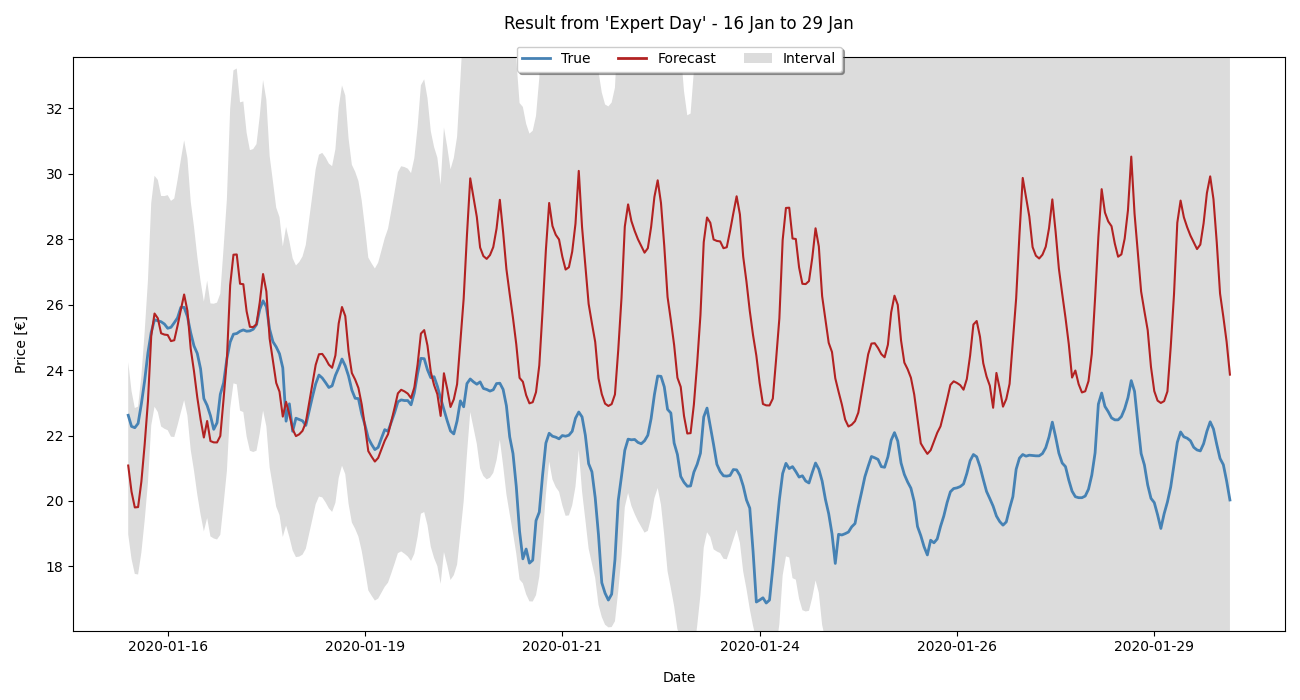 Result from 'Expert Day' - 16 Jan to 29 Jan
True Forecast Interval
Price [€]
32
30
28
26
24
22
20
18
2020-01-16 2020-01-19 2020-01-21 2020-01-24 2020-01-26 2020-01-29
Date